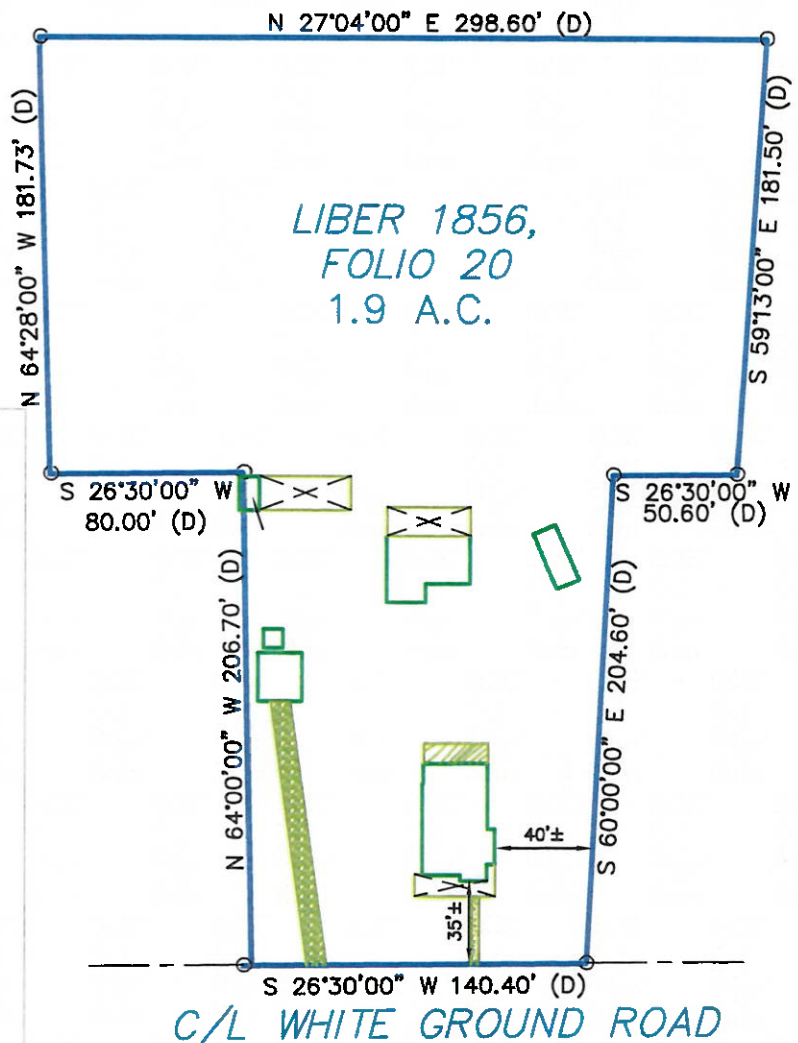 N 27°04'00" E 298.60' (D)
N 64°28'00" W 181.73' (D)
S 59°13'00" E 181.50' (D)
LIBER 1856,
FOLIO 20
1.9 A.C.
S 26°30'00" W
80.00' (D)
S 26°30'00" W
50.60' (D)
N 64°00'00" W 206.70' (D)
S 60°00'00" E 204.60' (D)
40'±
35'±
S 26°30'00" W 140.40' (D)
C/L WHITE GROUND ROAD